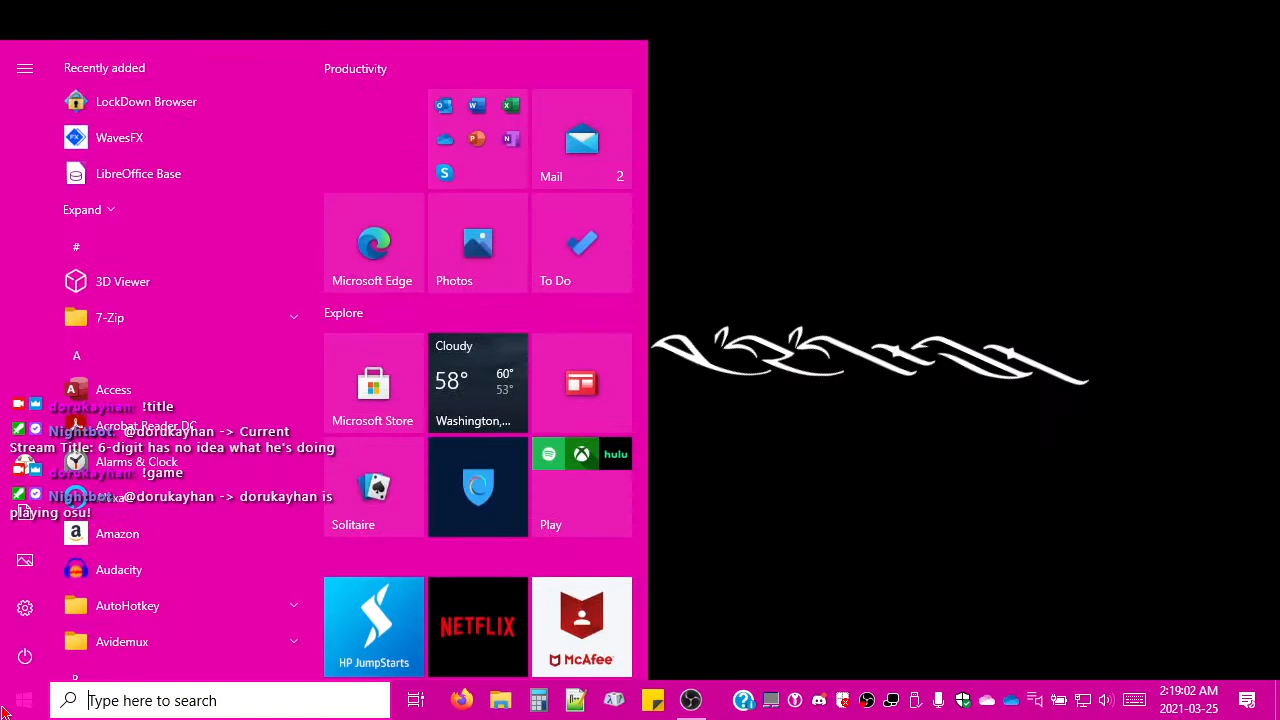 Recently added
LockDown Browser
WavesFX
LibreOffice Base
Expand
#
3D Viewer
7-Zip
A
Access
Acrobat Reader DC
Alarms & Clock
Amazon
Audacity
AutoHotkey
Avidemux
dorukayhan: !title
Nightbot: @dorukayhan -> Current
Stream Title: 6-digit has no idea what he's doing
dorukayhan: !game
Nightbot: @dorukayhan -> dorukayhan is
playing osu!
Productivity
Mail 2
Microsoft Edge
Photos
To Do
Explore
Microsoft Store
Cloudy
58° 60°
53°
Washington,...
Solitaire
hulu
Play
HP JumpStarts
NETFLIX
McAfee
Type here to search
2:19:02 AM
2021-03-25